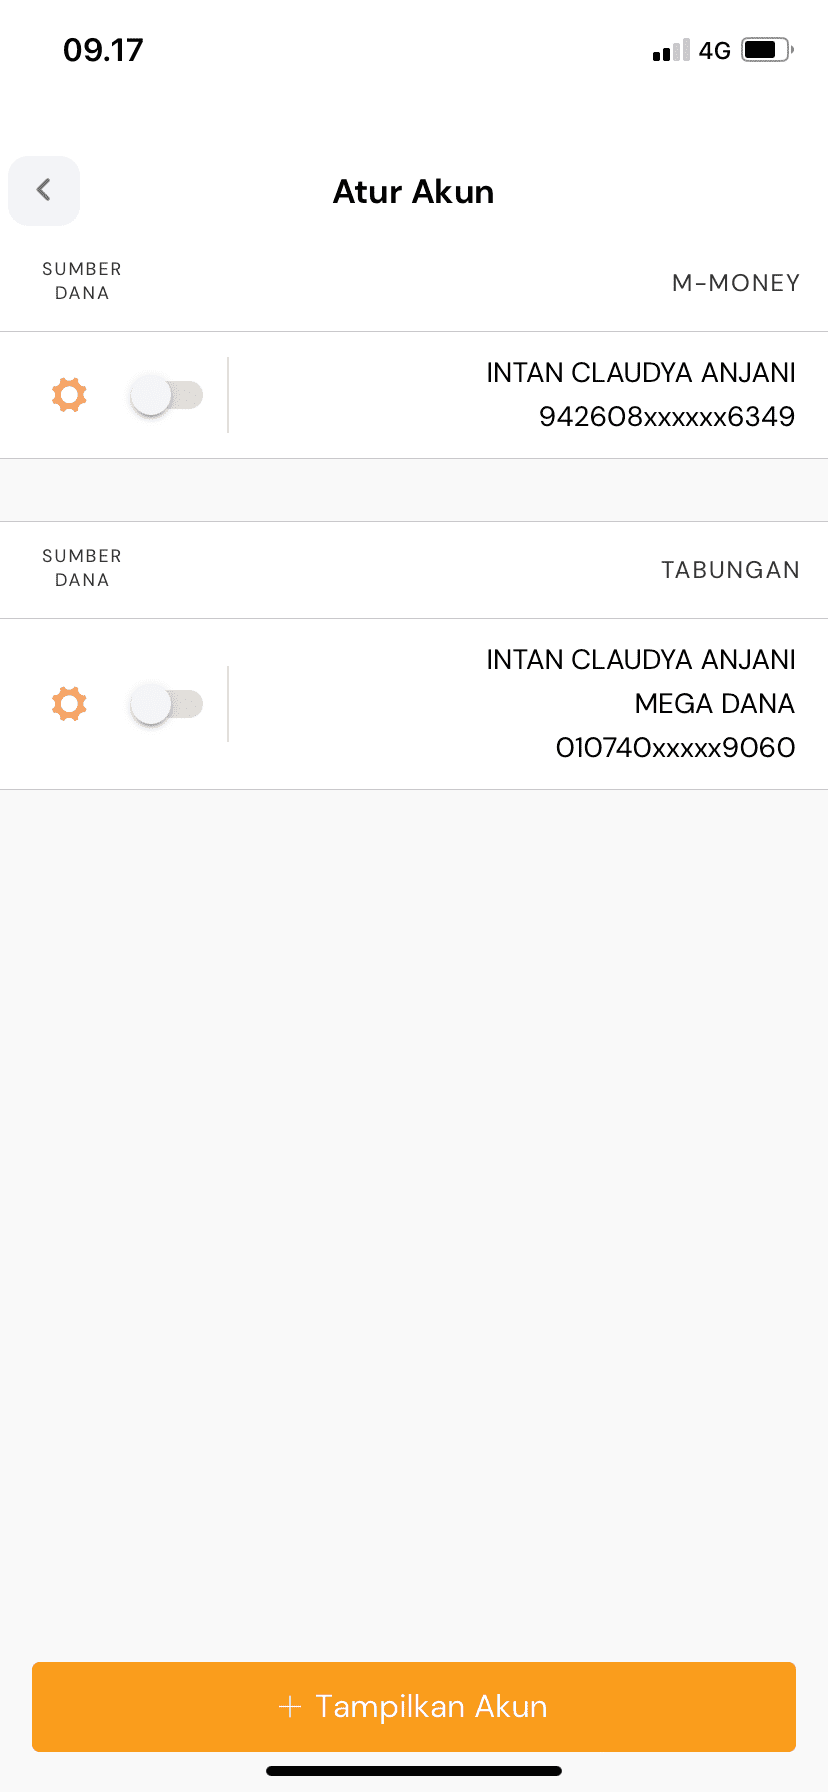 09.17
4G
Atur Akun
SUMBER
DANA
M-MONEY
INTAN CLAUDYA ANJANI
942608xxxxxx6349
SUMBER
DANA
TABUNGAN
INTAN CLAUDYA ANJANI
MEGA DANA
010740xxxxx9060
+ Tampilkan Akun